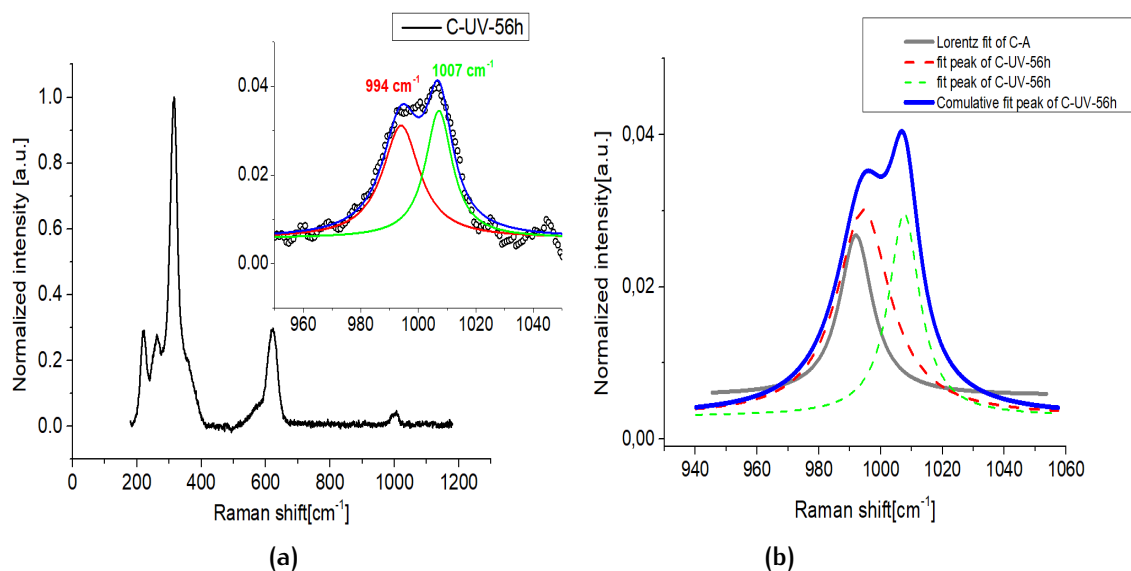 C-UV-56h
994 cm⁻¹
1007 cm⁻¹
0.04
0.02
0.00
960 980 1000 1020 1040
Normalized intensity [a.u.]
1.0
0.8
0.6
0.4
0.2
0.0
0 200 400 600 800 1000 1200
Raman shift[cm⁻¹]
(a)
Lorentz fit of C-A
fit peak of C-UV-56h
fit peak of C-UV-56h
Comulative fit peak of C-UV-56h
Normalized intensity[a.u.]
0,04
0,02
0,00
940 960 980 1000 1020 1040 1060
Raman shift[cm⁻¹]
(b)